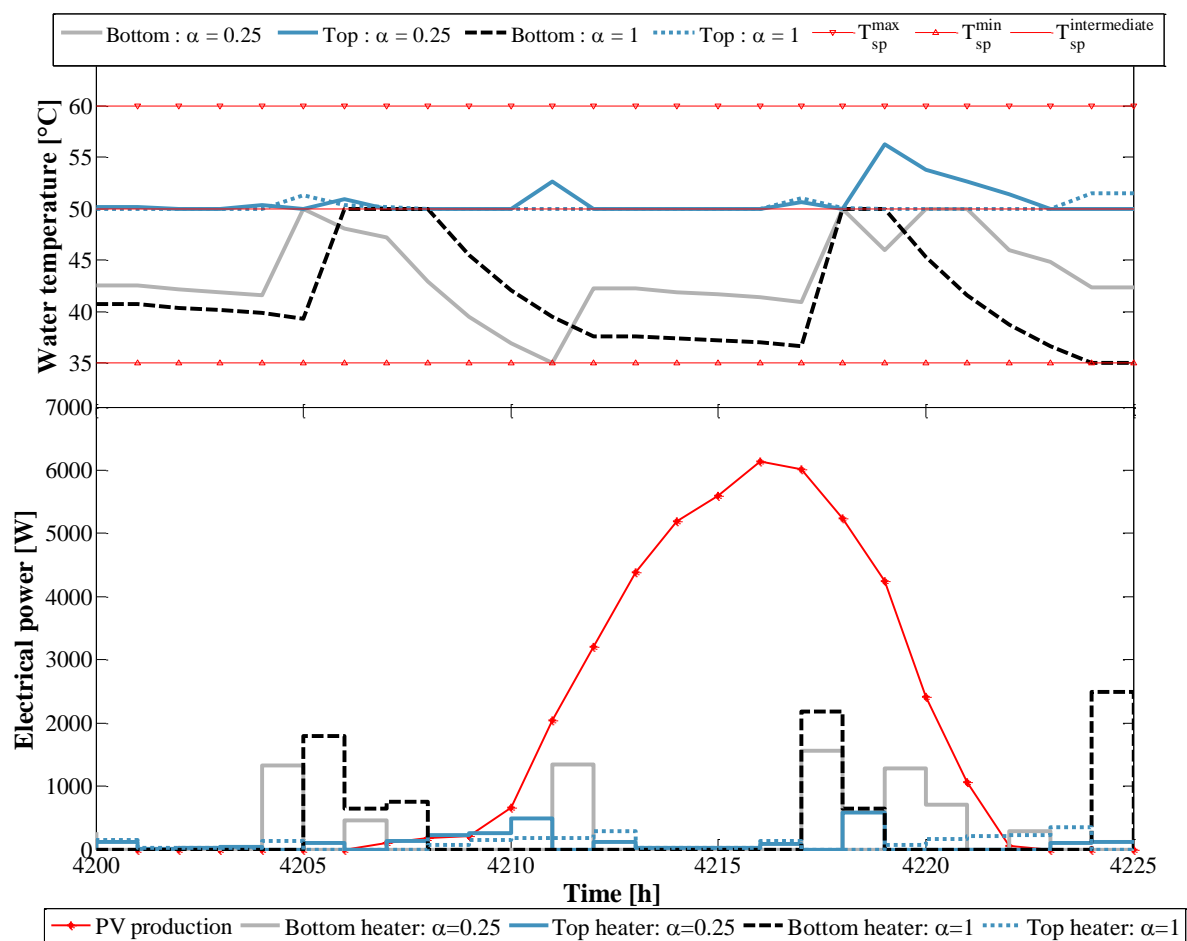 Bottom : α = 0.25 Top : α = 0.25 Bottom : α = 1 Top : α = 1 T_sp^max T_sp^min T_sp^intermediate
Water temperature [°C]
60
55
50
45
40
35
7000
6000
5000
4000
3000
2000
1000
0
Electrical power [W]
4200 4205 4210 4215 4220 4225
Time [h]
PV production Bottom heater: α=0.25 Top heater: α=0.25 Bottom heater: α=1 Top heater: α=1